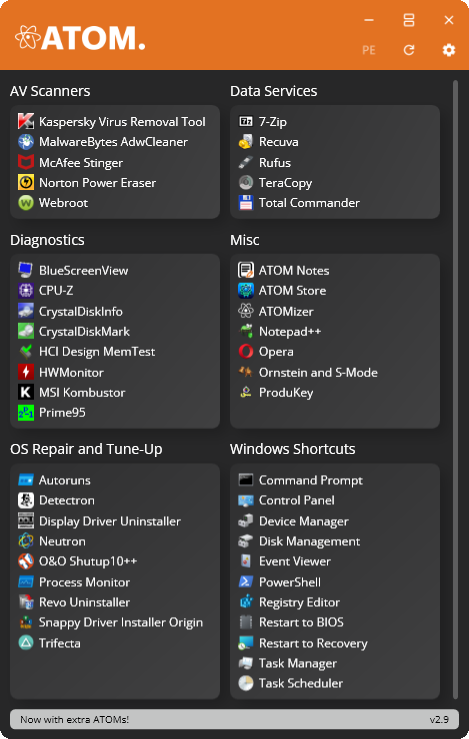 ATOM.
PE
AV Scanners
Kaspersky Virus Removal Tool
MalwareBytes AdwCleaner
McAfee Stinger
Norton Power Eraser
Webroot
Data Services
7-Zip
Recuva
Rufus
TeraCopy
Total Commander
Diagnostics
BlueScreenView
CPU-Z
CrystalDiskInfo
CrystalDiskMark
HCI Design MemTest
HWMonitor
MSI Kombustor
Prime95
Misc
ATOM Notes
ATOM Store
ATOMizer
Notepad++
Opera
Ornstein and S-Mode
ProduKey
OS Repair and Tune-Up
Autoruns
Detectron
Display Driver Uninstaller
Neutron
O&O Shutup10++
Process Monitor
Revo Uninstaller
Snappy Driver Installer Origin
Trifecta
Windows Shortcuts
Command Prompt
Control Panel
Device Manager
Disk Management
Event Viewer
PowerShell
Registry Editor
Restart to BIOS
Restart to Recovery
Task Manager
Task Scheduler
Now with extra ATOMs!
v2.9